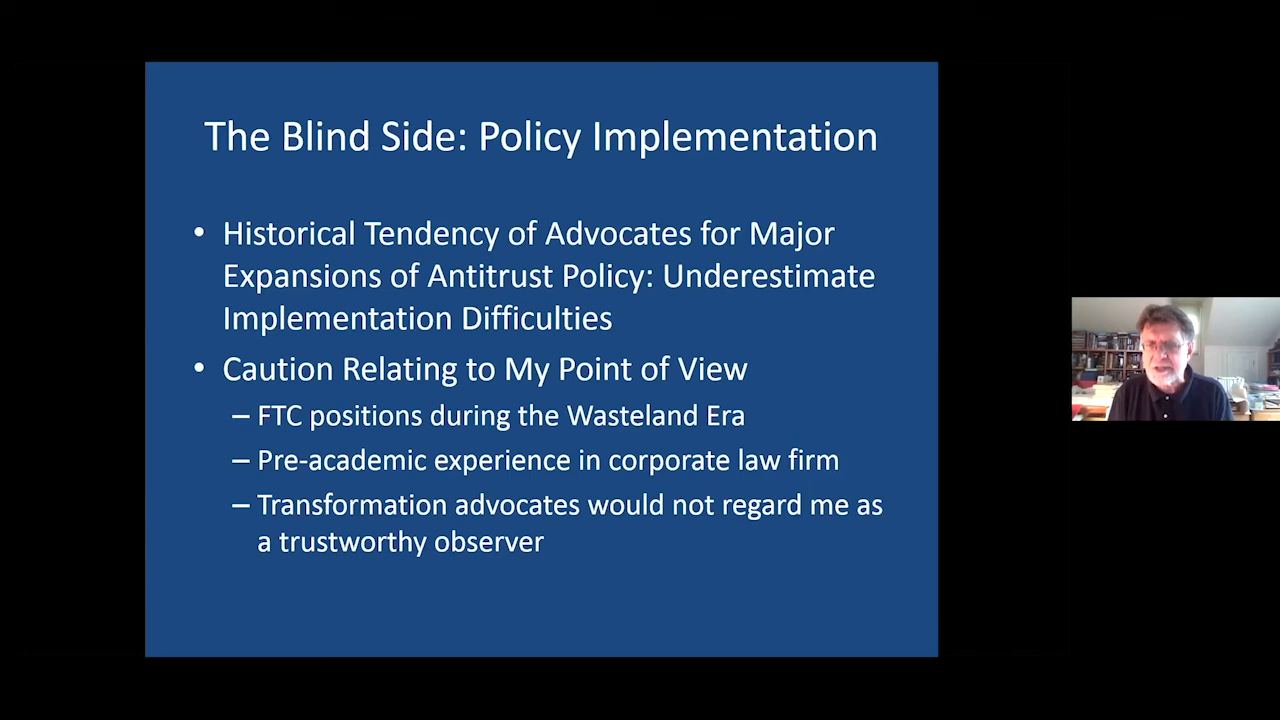 The Blind Side: Policy Implementation
• Historical Tendency of Advocates for Major
Expansions of Antitrust Policy: Underestimate
Implementation Difficulties
• Caution Relating to My Point of View
– FTC positions during the Wasteland Era
– Pre-academic experience in corporate law firm
– Transformation advocates would not regard me as
a trustworthy observer